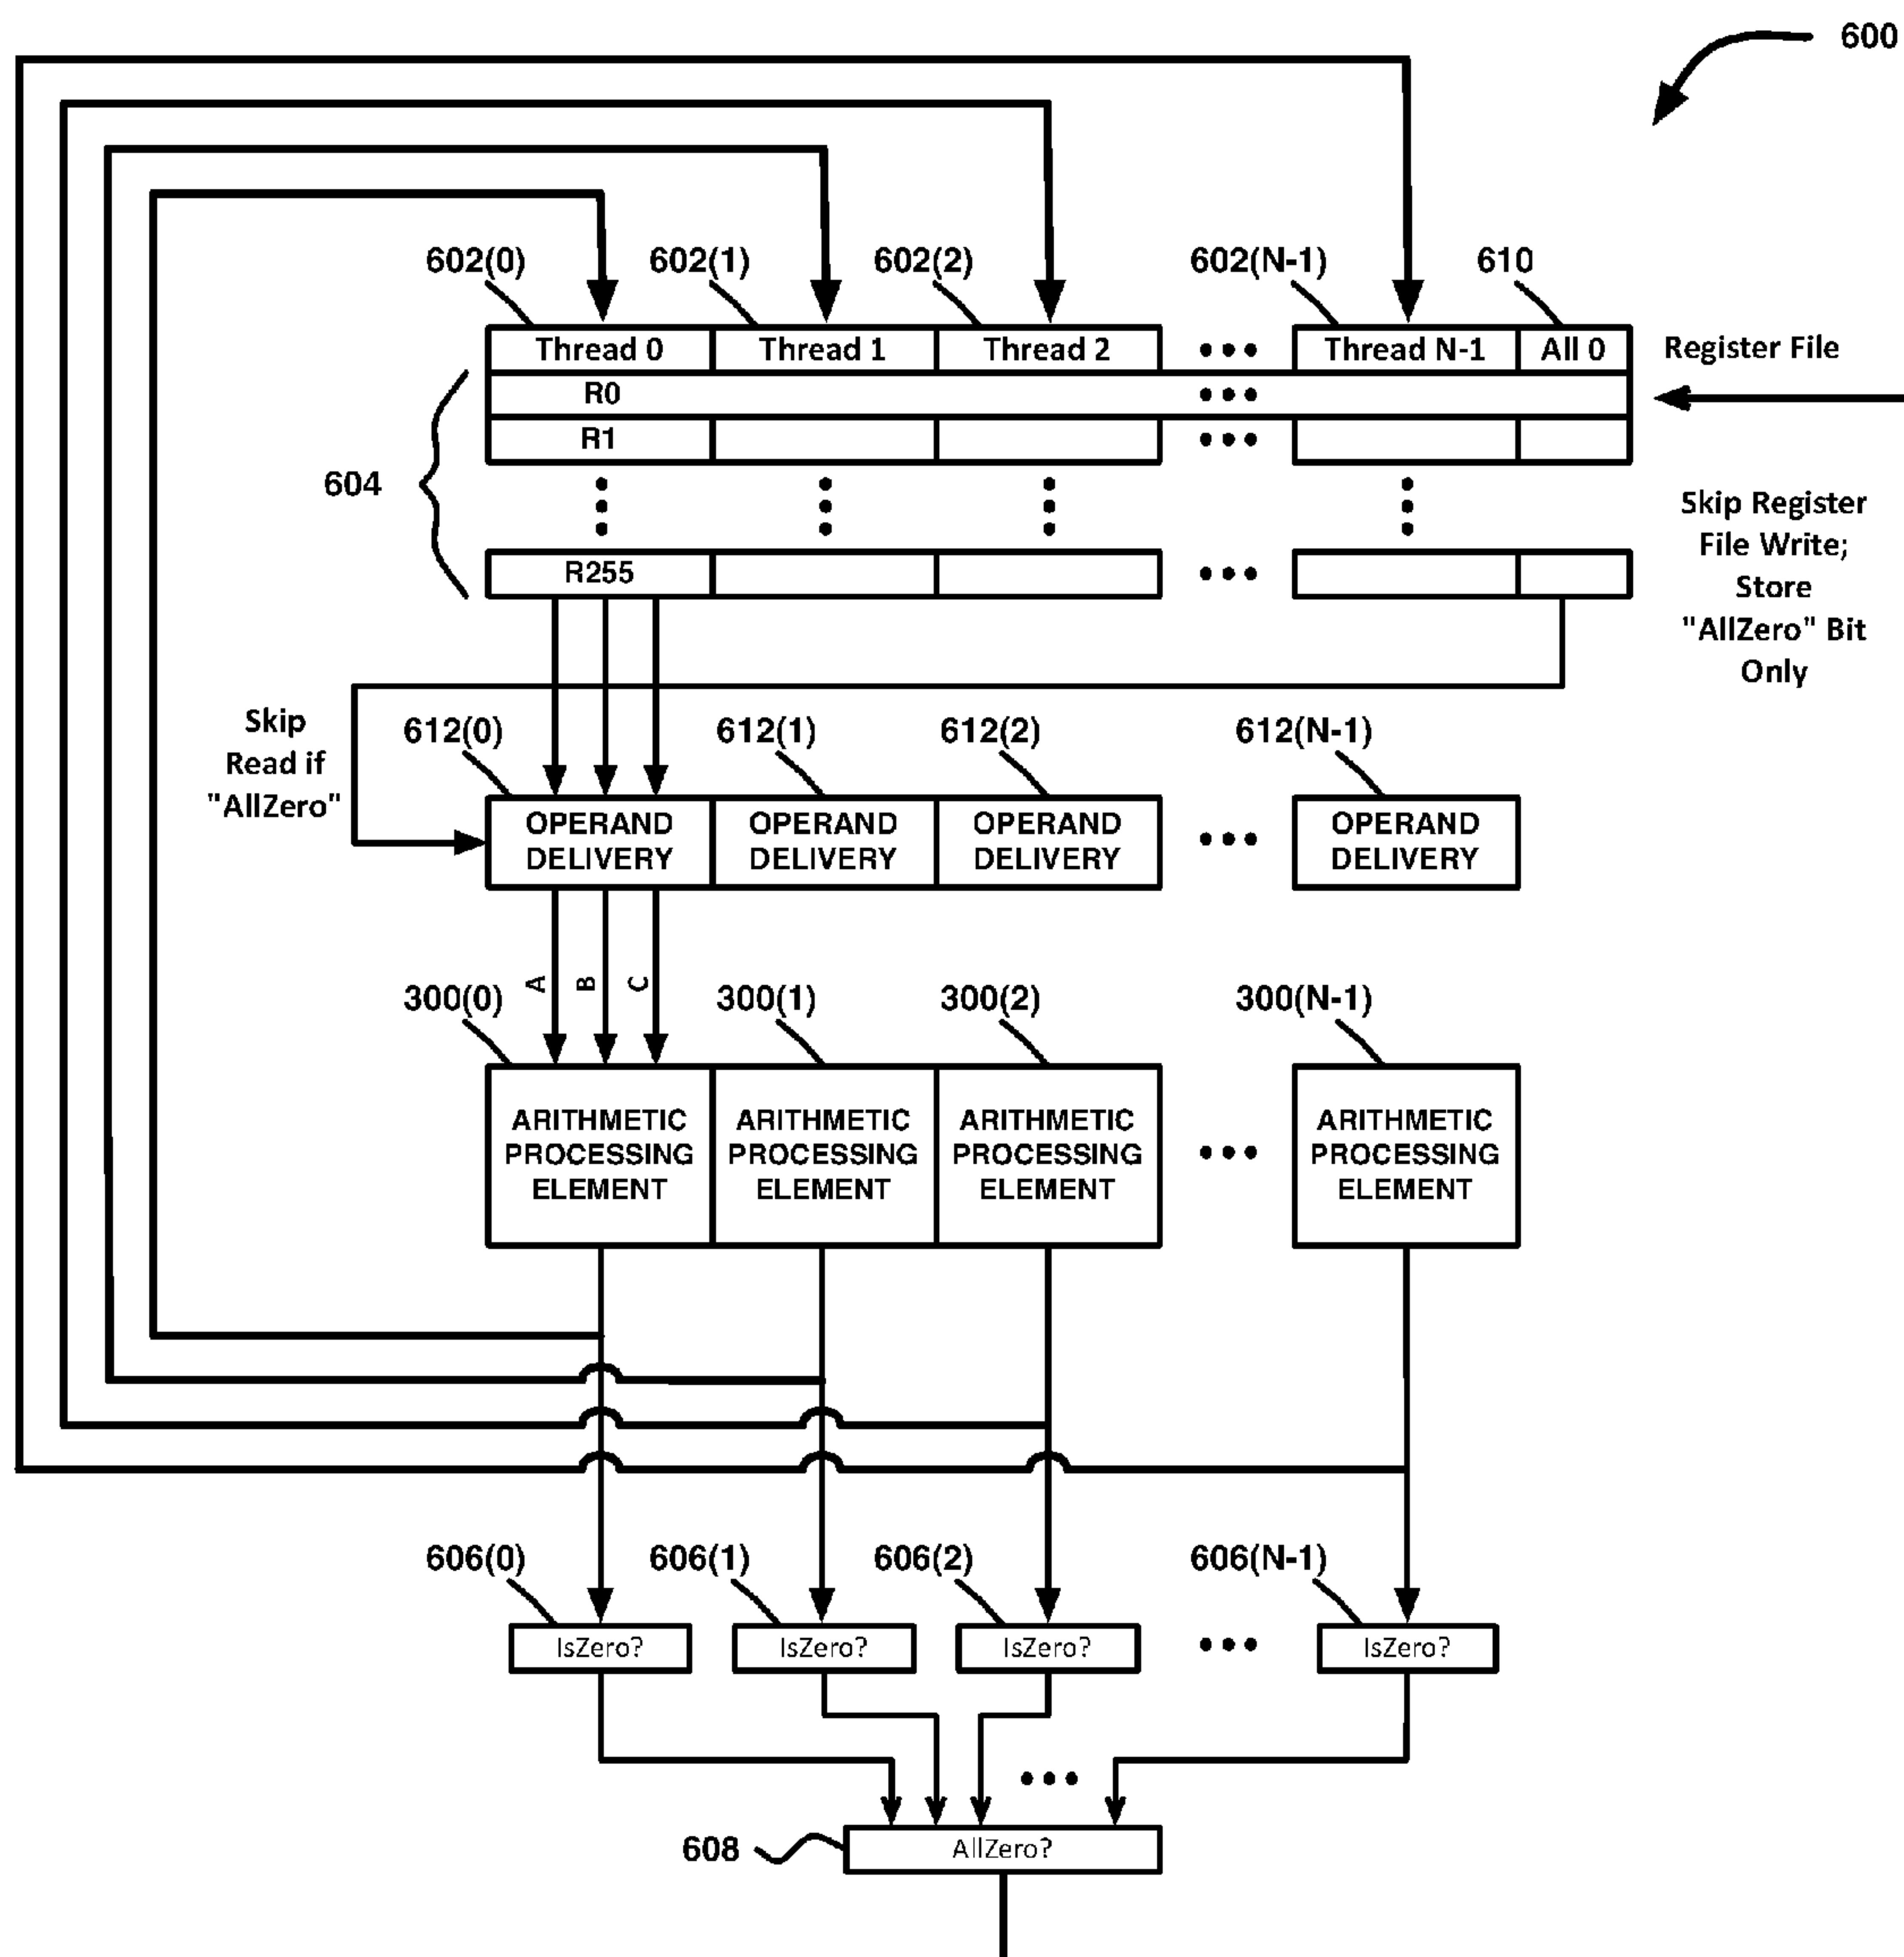 600
602(0) 602(1) 602(2) 602(N-1) 610
Thread 0 Thread 1 Thread 2 ••• Thread N-1 All 0
Register File
R0 •••
R1 •••
604
R255 •••
Skip Register
File Write;
Store
"AllZero" Bit
Only
Skip
Read if
"AllZero"
612(0) 612(1) 612(2) 612(N-1)
OPERAND DELIVERY
OPERAND DELIVERY
OPERAND DELIVERY
•••
OPERAND DELIVERY
A B C
300(0) 300(1) 300(2) 300(N-1)
ARITHMETIC PROCESSING ELEMENT
ARITHMETIC PROCESSING ELEMENT
ARITHMETIC PROCESSING ELEMENT
•••
ARITHMETIC PROCESSING ELEMENT
606(0) 606(1) 606(2) 606(N-1)
IsZero? IsZero? IsZero? ••• IsZero?
•••
608
AllZero?